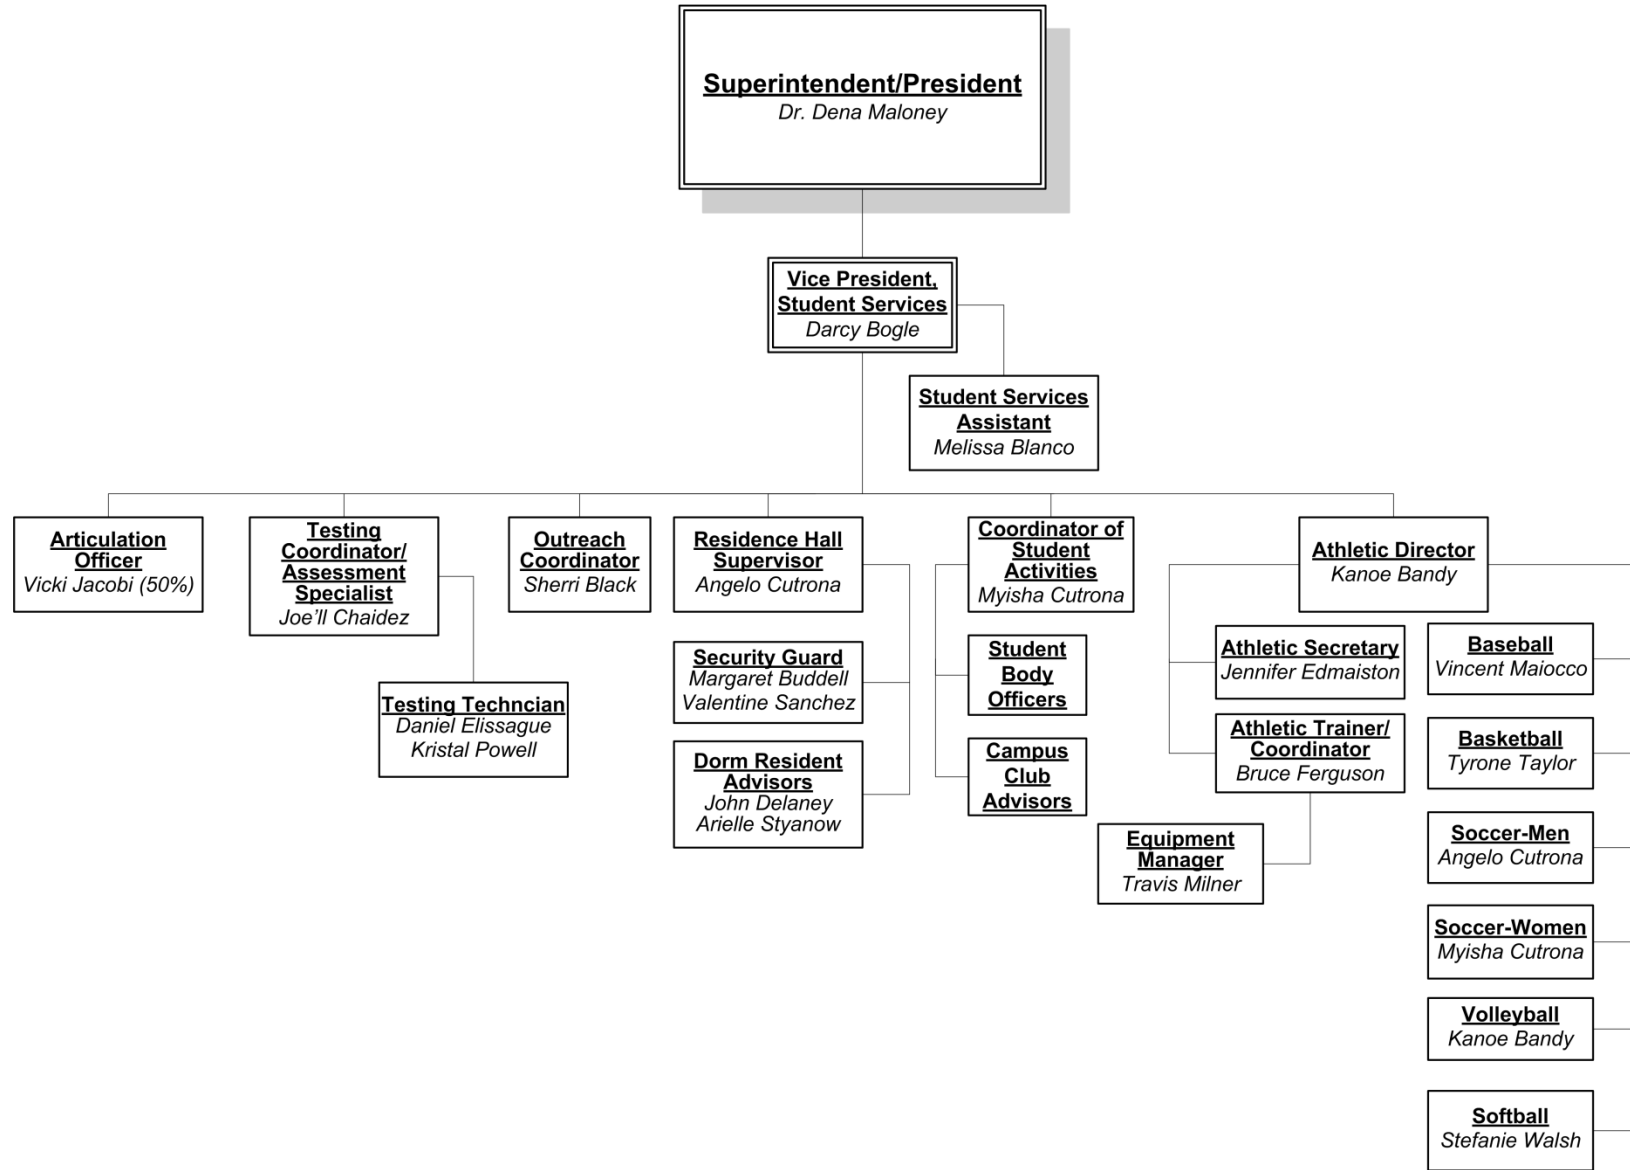 Superintendent/President
Dr. Dena Maloney
Vice President,
Student Services
Darcy Bogle
Student Services
Assistant
Melissa Blanco
Articulation
Officer
Vicki Jacobi (50%)
Testing
Coordinator/
Assessment
Specialist
Joe’ll Chaidez
Outreach
Coordinator
Sherri Black
Residence Hall
Supervisor
Angelo Cutrona
Coordinator of
Student
Activities
Myisha Cutrona
Athletic Director
Kanoe Bandy
Testing Techncian
Daniel Elissague
Kristal Powell
Security Guard
Margaret Buddell
Valentine Sanchez
Dorm Resident
Advisors
John Delaney
Arielle Styanow
Student
Body
Officers
Campus
Club
Advisors
Athletic Secretary
Jennifer Edmaiston
Athletic Trainer/
Coordinator
Bruce Ferguson
Equipment
Manager
Travis Milner
Baseball
Vincent Maiocco
Basketball
Tyrone Taylor
Soccer-Men
Angelo Cutrona
Soccer-Women
Myisha Cutrona
Volleyball
Kanoe Bandy
Softball
Stefanie Walsh